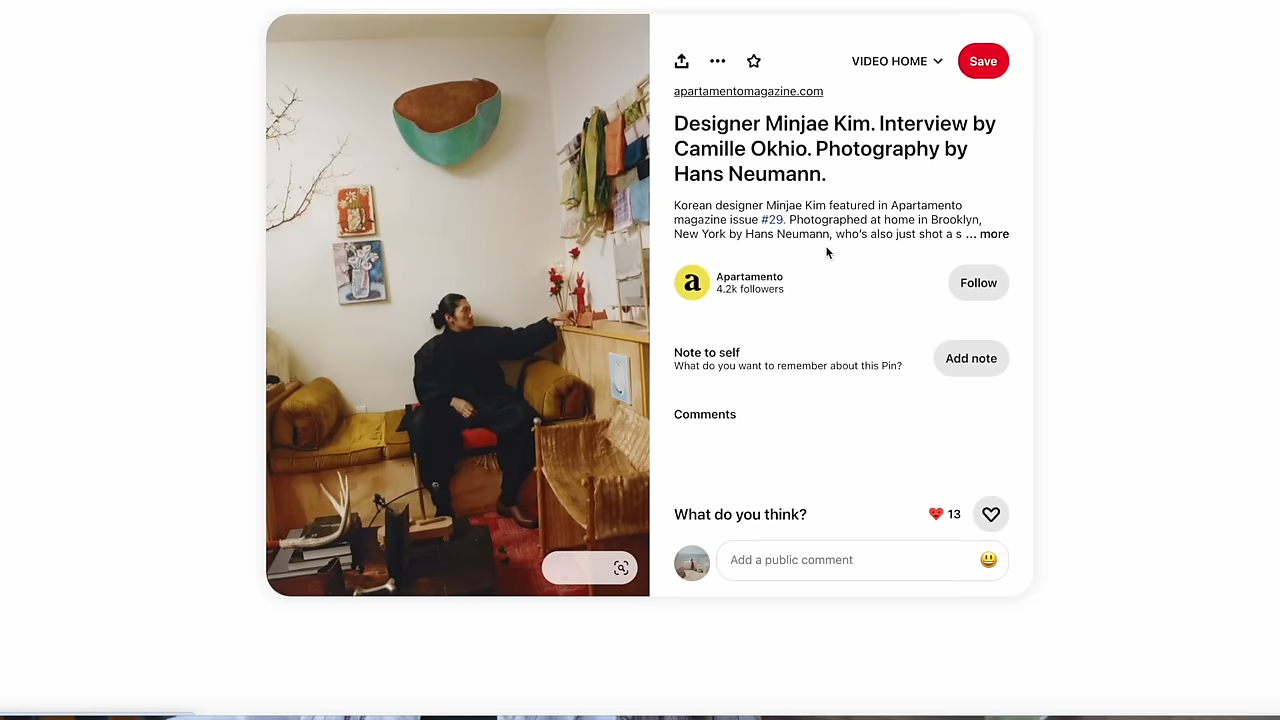 VIDEO HOME
Save
apartamentomagazine.com
Designer Minjae Kim. Interview by
Camille Okhio. Photography by
Hans Neumann.
Korean designer Minjae Kim featured in Apartamento
magazine issue #29. Photographed at home in Brooklyn,
New York by Hans Neumann, who's also just shot a s ... more
a
Apartamento
4.2k followers
Follow
Note to self
What do you want to remember about this Pin?
Add note
Comments
What do you think?
13
Add a public comment